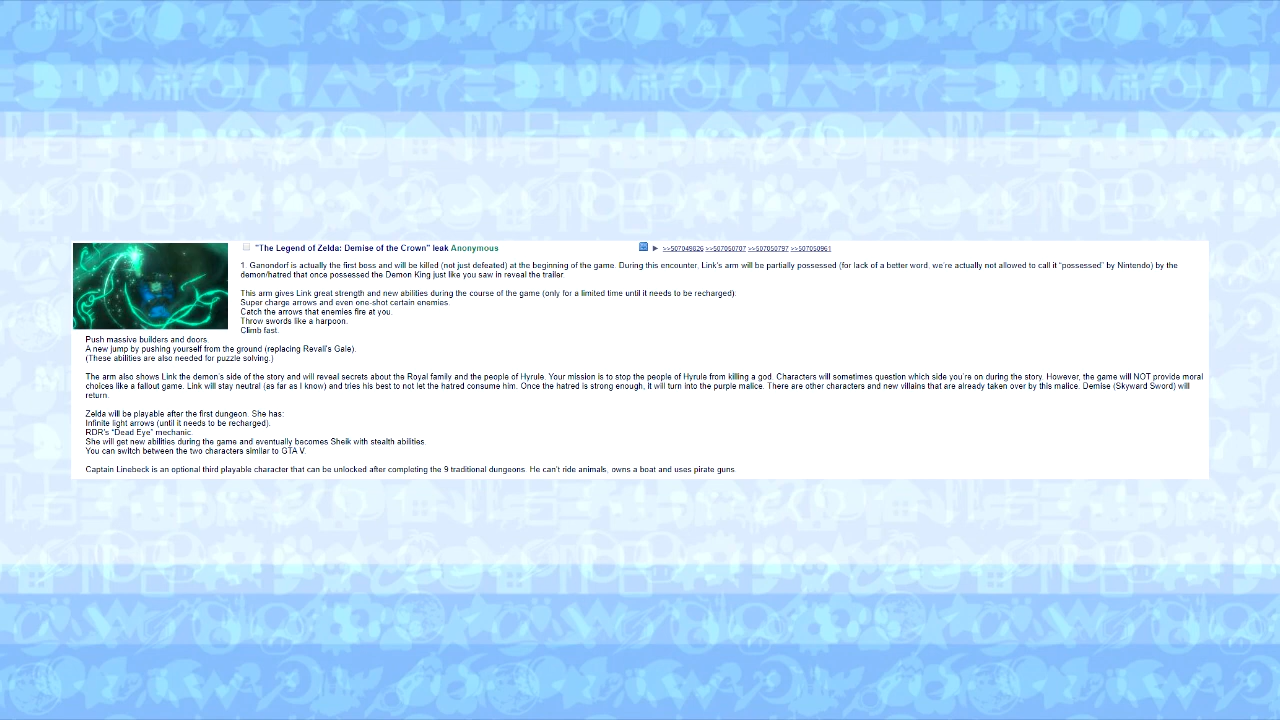 "The Legend of Zelda: Demise of the Crown" leak Anonymous >>507049826 >>507050707 >>507050797 >>507050961
1. Ganondorf is actually the first boss and will be killed (not just defeated) at the beginning of the game. During this encounter, Link's arm will be partially possessed (for lack of a better word, we're actually not allowed to call it "possessed" by Nintendo) by the
demon/hatred that once possessed the Demon King just like you saw in reveal the trailer.
This arm gives Link great strength and new abilities during the course of the game (only for a limited time until it needs to be recharged):
Super charge arrows and even one-shot certain enemies.
Catch the arrows that enemies fire at you.
Throw swords like a harpoon.
Climb fast.
Push massive builders and doors
A new jump by pushing yourself from the ground (replacing Revali's Gale).
(These abilities are also needed for puzzle solving.)
The arm also shows Link the demon's side of the story and will reveal secrets about the Royal family and the people of Hyrule. Your mission is to stop the people of Hyrule from killing a god. Characters will sometimes question which side you're on during the story. However, the game will NOT provide moral
choices like a fallout game. Link will stay neutral (as far as I know) and tries his best to not let the hatred consume him. Once the hatred is strong enough, it will turn into the purple malice. There are other characters and new villains that are already taken over by this malice. Demise (Skyward Sword) will
return.
Zelda will be playable after the first dungeon. She has:
Infinite light arrows (until it needs to be recharged).
RDR's "Dead Eye" mechanic.
She will get new abilities during the game and eventually becomes Sheik with stealth abilities.
You can switch between the two characters similar to GTA V.
Captain Linebeck is an optional third playable character that can be unlocked after completing the 9 traditional dungeons. He can't ride animals, owns a boat and uses pirate guns.